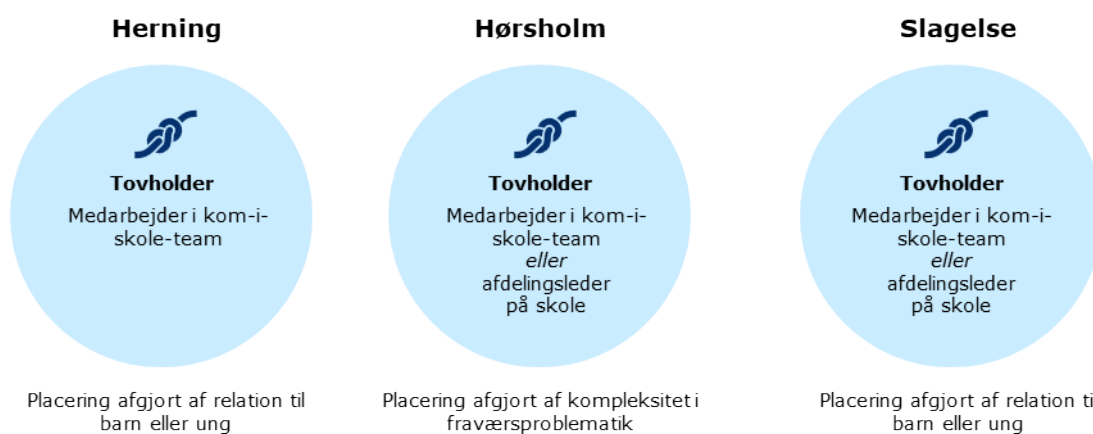 Herning
Tovholder
Medarbejder i kom-i-
skole-team
Placering afgjort af relation til
barn eller ung
Hørsholm
Tovholder
Medarbejder i kom-i-
skole-team
eller
afdelingsleder
på skole
Placering afgjort af kompleksitet i
fraværsproblematik
Slagelse
Tovholder
Medarbejder i kom-i-
skole-team
eller
afdelingsleder
på skole
Placering afgjort af relation ti
barn eller ung